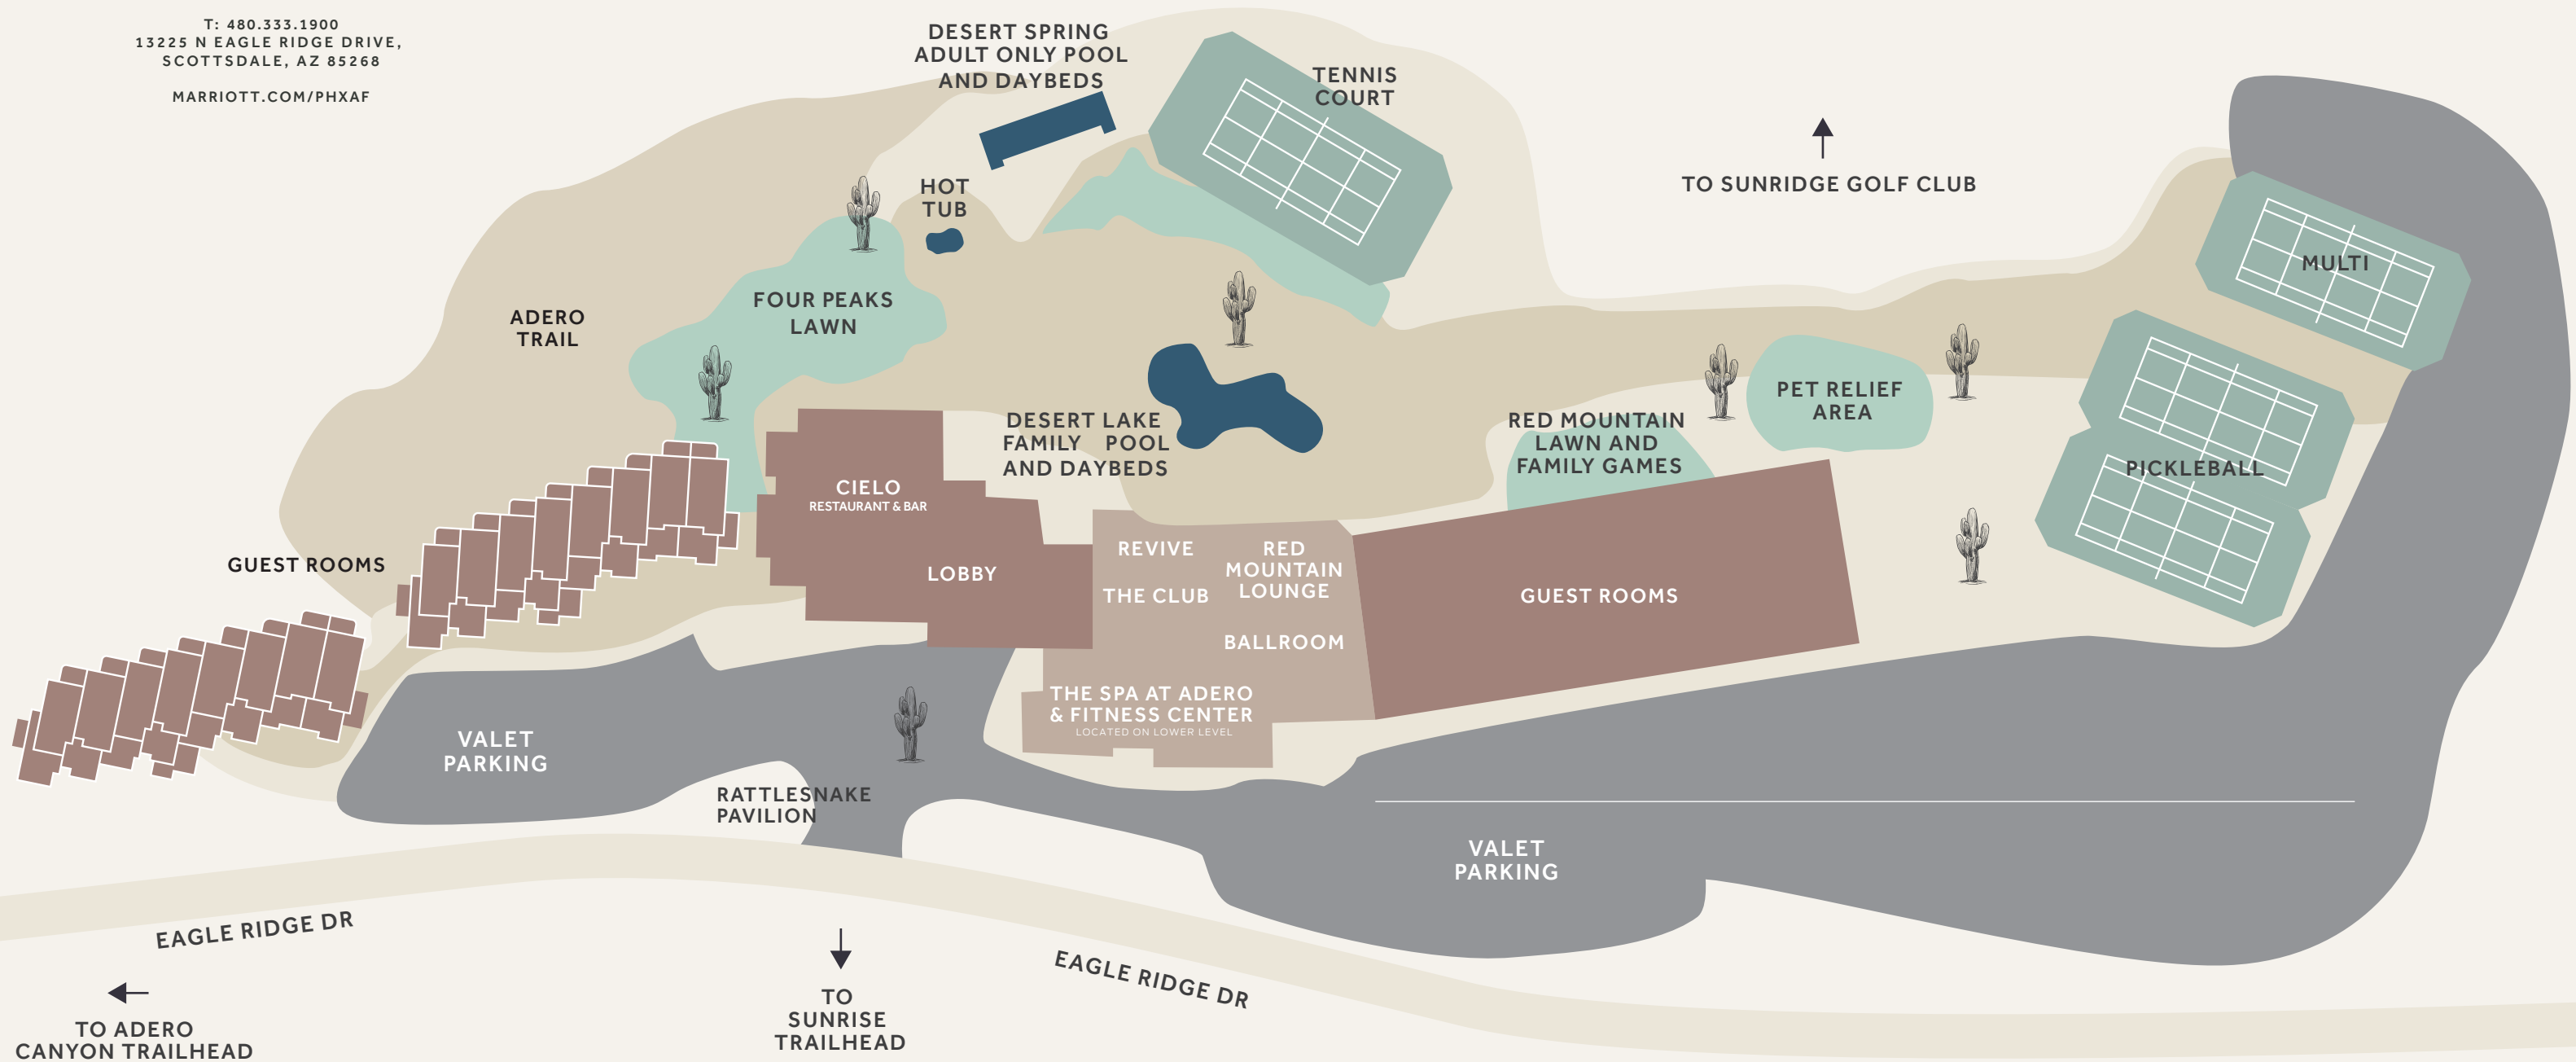 T: 480.333.1900
13225 N EAGLE RIDGE DRIVE,
SCOTTSDALE, AZ 85268
MARRIOTT.COM/PHXAF
DESERT SPRING
ADULT ONLY POOL
AND DAYBEDS
TENNIS
COURT
TO SUNRIDGE GOLF CLUB
HOT
TUB
MULTI
FOUR PEAKS
LAWN
ADERO
TRAIL
PET RELIEF
AREA
DESERT LAKE
FAMILY POOL
AND DAYBEDS
RED MOUNTAIN
LAWN AND
FAMILY GAMES
PICKLEBALL
CIELO
RESTAURANT & BAR
GUEST ROOMS
LOBBY
REVIVE
THE CLUB
RED
MOUNTAIN
LOUNGE
BALLROOM
GUEST ROOMS
THE SPA AT ADERO
& FITNESS CENTER
LOCATED ON LOWER LEVEL
VALET
PARKING
RATTLESNAKE
PAVILION
VALET
PARKING
EAGLE RIDGE DR
EAGLE RIDGE DR
TO ADERO
CANYON TRAILHEAD
TO
SUNRISE
TRAILHEAD